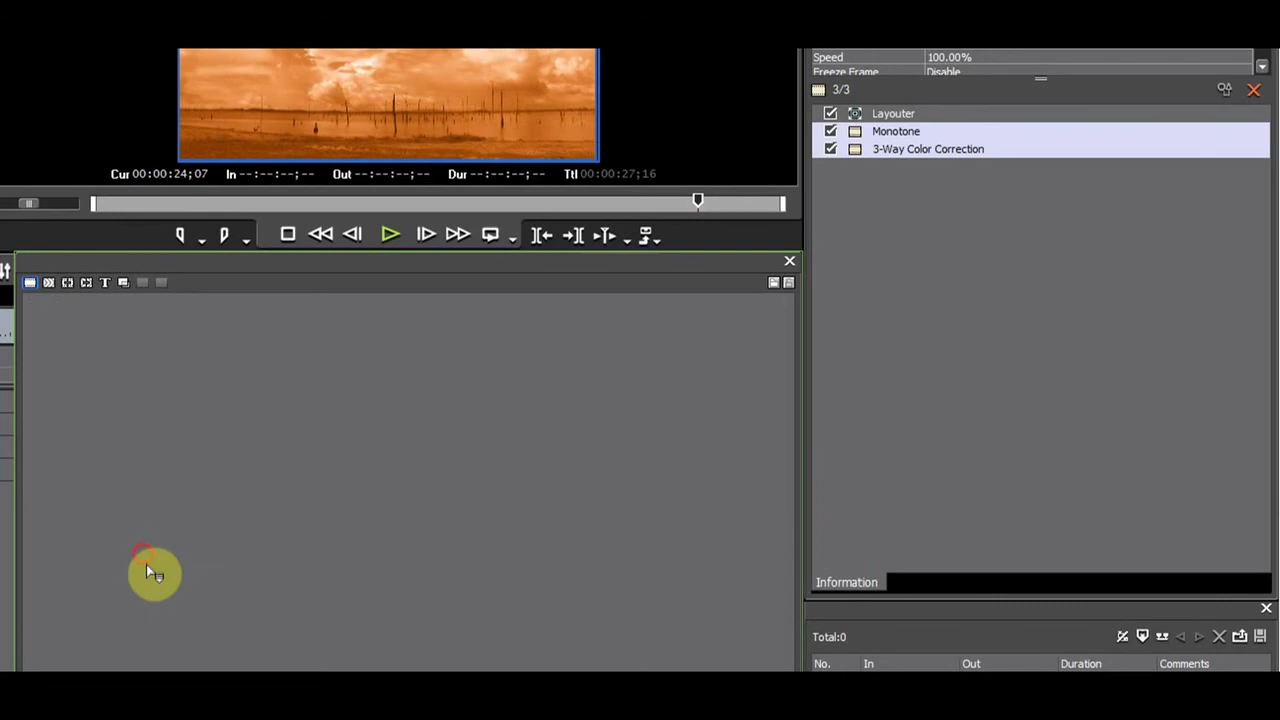 Speed 100.00%
Freeze Frame Disable
3/3
Layouter
Monotone
3-Way Color Correction
Cur 00:00:24;07 In --:--:--;-- Out --:--:--;-- Dur --:--:--;-- Ttl 00:00:27;16
T
Information
Total:0
No. In Out Duration Comments